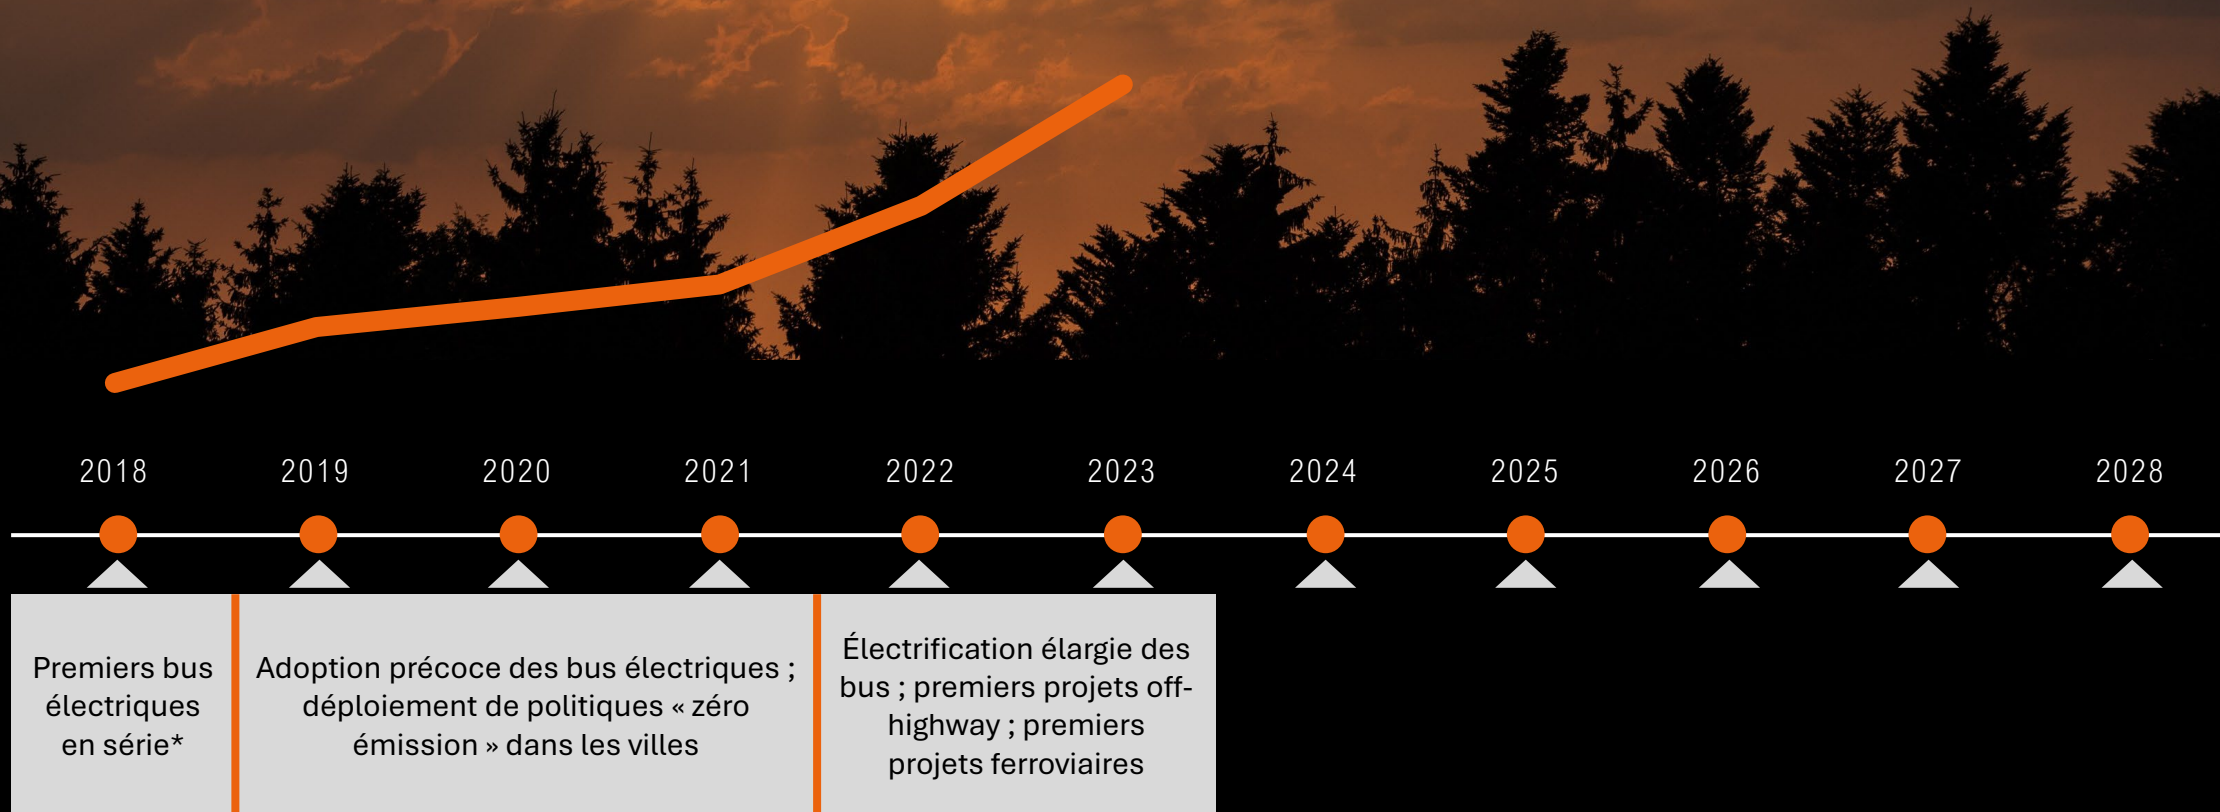 2018 2019 2020 2021 2022 2023 2024 2025 2026 2027 2028
Premiers bus
électriques
en série*
Adoption précoce des bus électriques ;
déploiement de politiques « zéro
émission » dans les villes
Électrification élargie des
bus ; premiers projets off-
highway ; premiers
projets ferroviaires